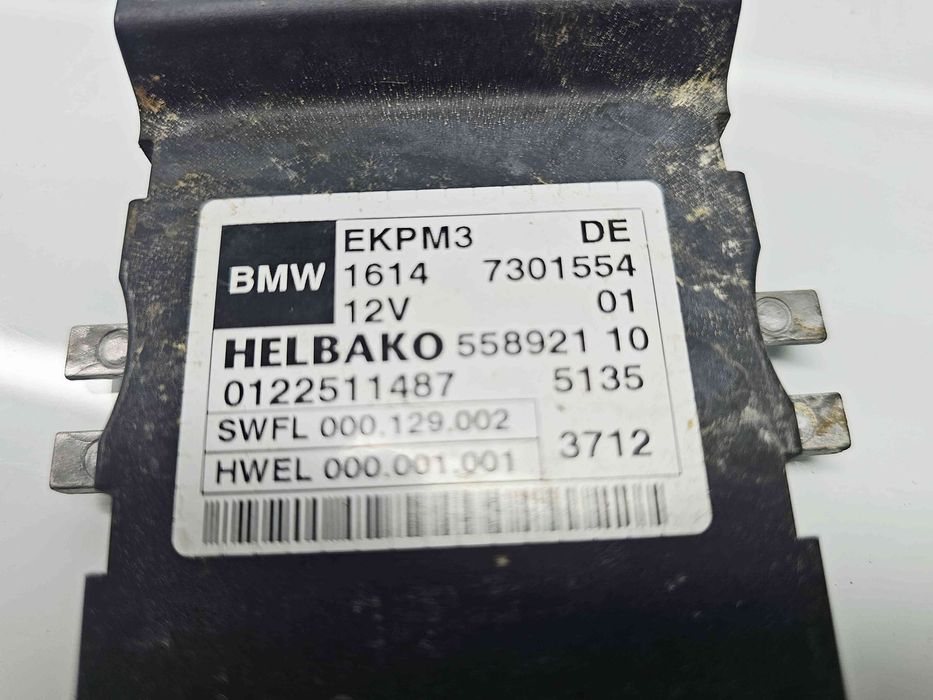 BMW
EKPM3 DE
1614 7301554
12V 01
HELBAKO 558921 10
0122511487 5135
SWFL 000.129.002
3712
HWEL 000.001.001